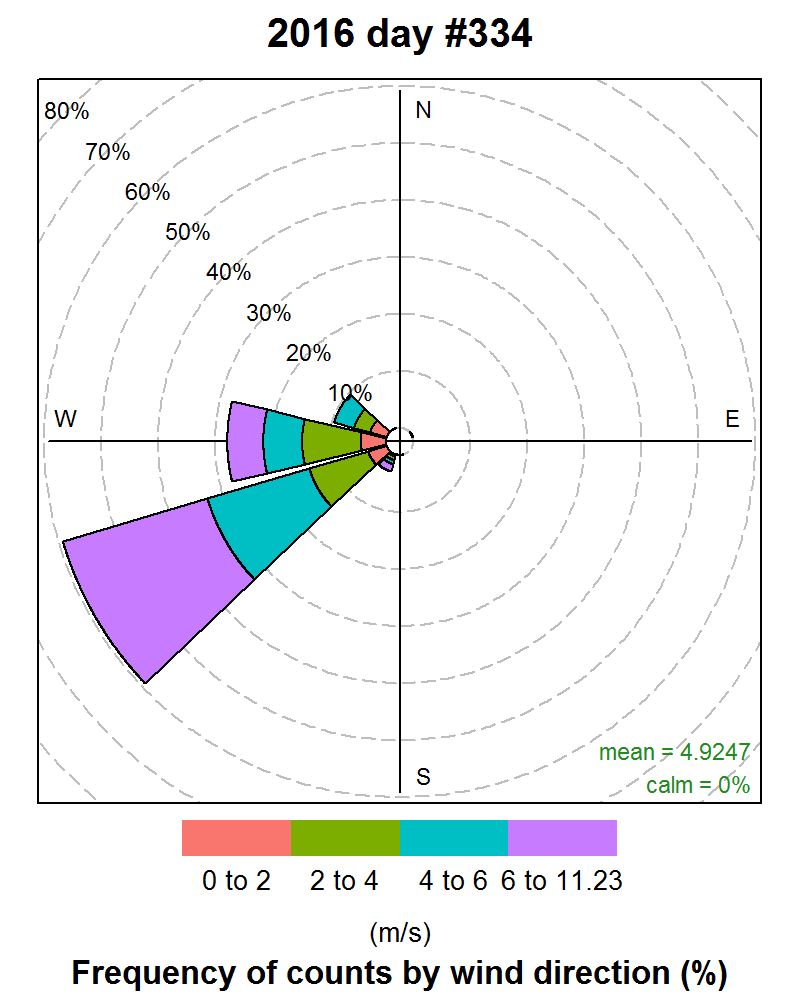 2016 day #334
80%
N
70%
60%
50%
40%
30%
20%
10%
W
E
mean = 4.9247
S
calm = 0%
0 to 2 2 to 4 4 to 6 6 to 11.23
(m/s)
Frequency of counts by wind direction (%)